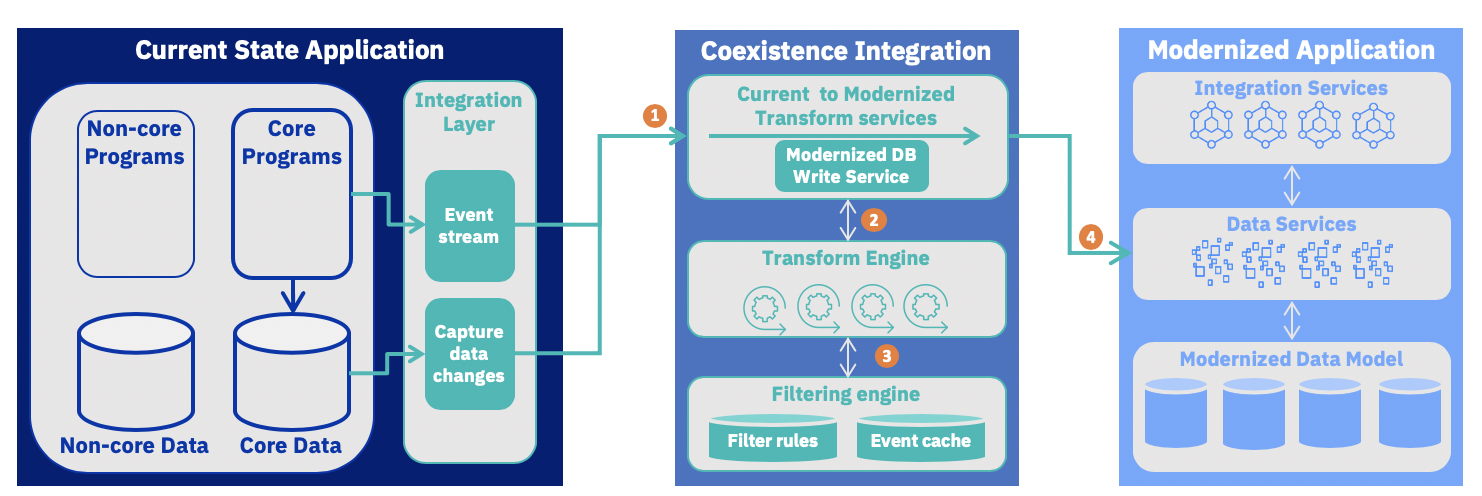 Current State Application
Non-core
Programs
Core
Programs
Non-core Data
Core Data
Integration
Layer
Event
stream
Capture
data
changes
1
Coexistence Integration
Current to Modernized
Transform services
Modernized DB
Write Service
2
Transform Engine
3
Filtering engine
Filter rules
Event cache
4
Modernized Application
Integration Services
Data Services
Modernized Data Model